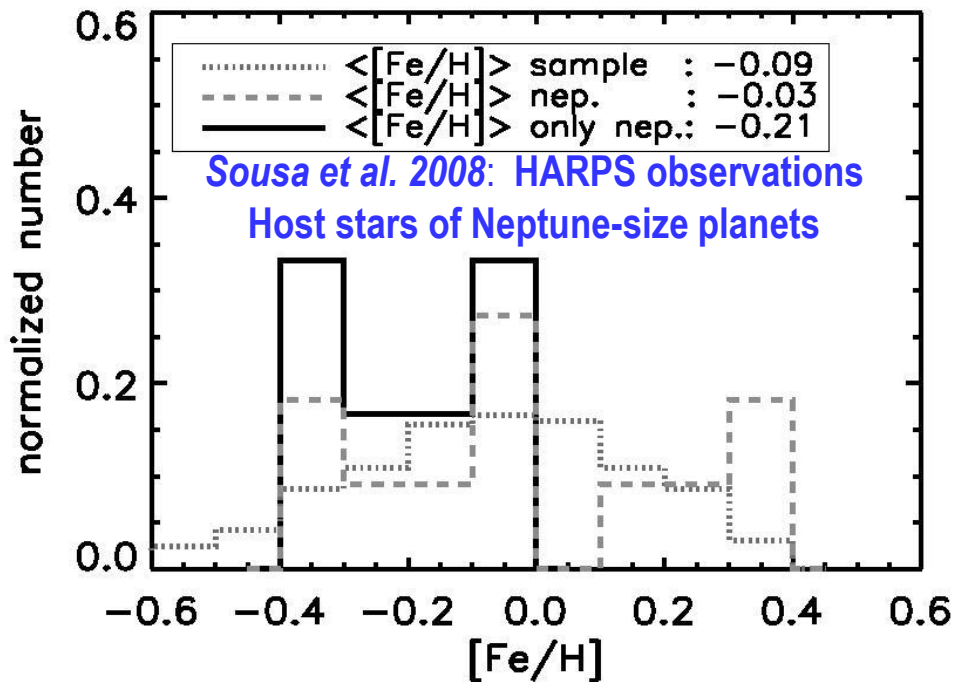 0.6
<[Fe/H]> sample : -0.09
<[Fe/H]> nep. : -0.03
<[Fe/H]> only nep.: -0.21
Sousa et al. 2008: HARPS observations
Host stars of Neptune-size planets
0.4
0.2
0.0
normalized number
-0.6 -0.4 -0.2 0.0 0.2 0.4 0.6
[Fe/H]